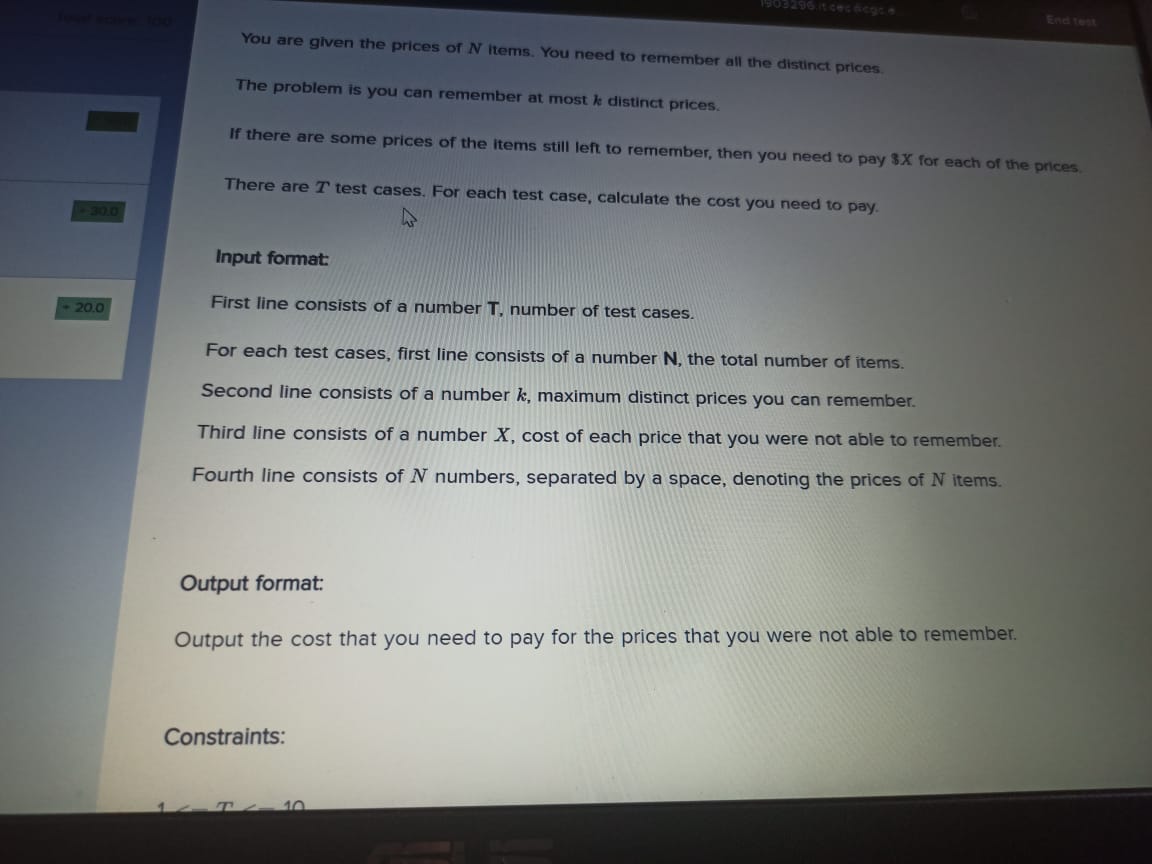 End test
You are given the prices of N items. You need to remember all the distinct prices.
The problem is you can remember at most k distinct prices.
If there are some prices of the items still left to remember, then you need to pay $X for each of the prices.
There are T test cases. For each test case, calculate the cost you need to pay.
+ 30.0
Input format:
+ 20.0
First line consists of a number T, number of test cases.
For each test cases, first line consists of a number N, the total number of items.
Second line consists of a number k, maximum distinct prices you can remember.
Third line consists of a number X, cost of each price that you were not able to remember.
Fourth line consists of N numbers, separated by a space, denoting the prices of N items.
Output format:
Output the cost that you need to pay for the prices that you were not able to remember.
Constraints:
1 <= T <= 10